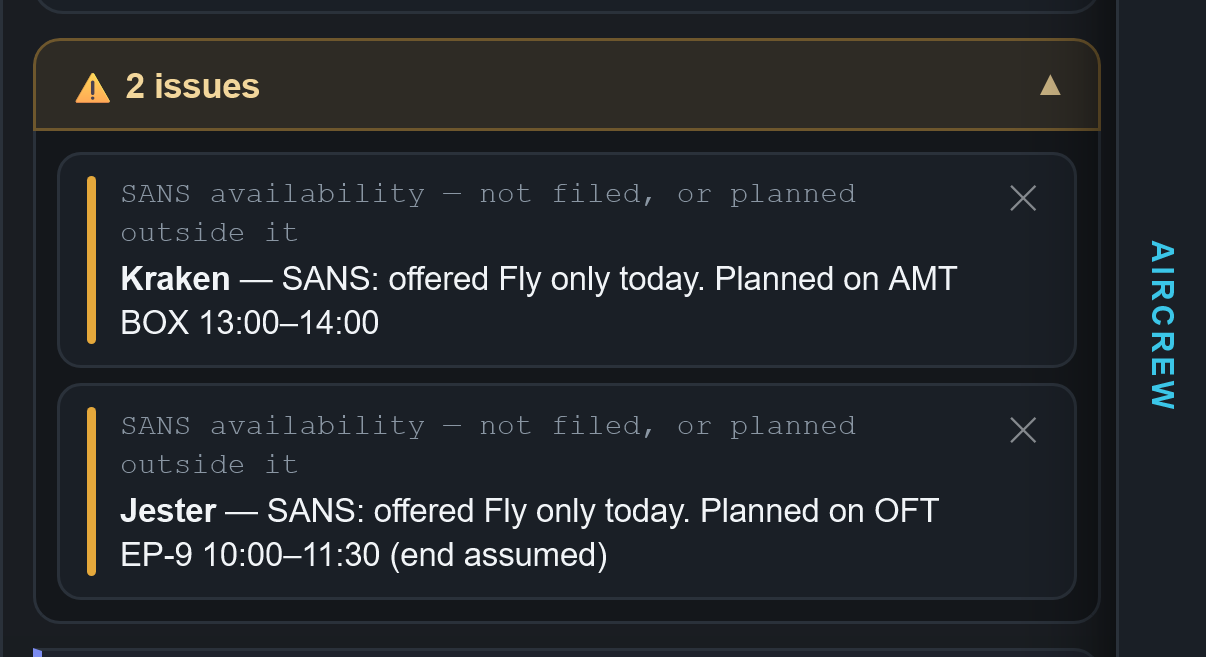 2 issues
SANS availability — not filed, or planned
outside it
Kraken — SANS: offered Fly only today. Planned on AMT
BOX 13:00–14:00
SANS availability — not filed, or planned
outside it
Jester — SANS: offered Fly only today. Planned on OFT
EP-9 10:00–11:30 (end assumed)
AIRCREW